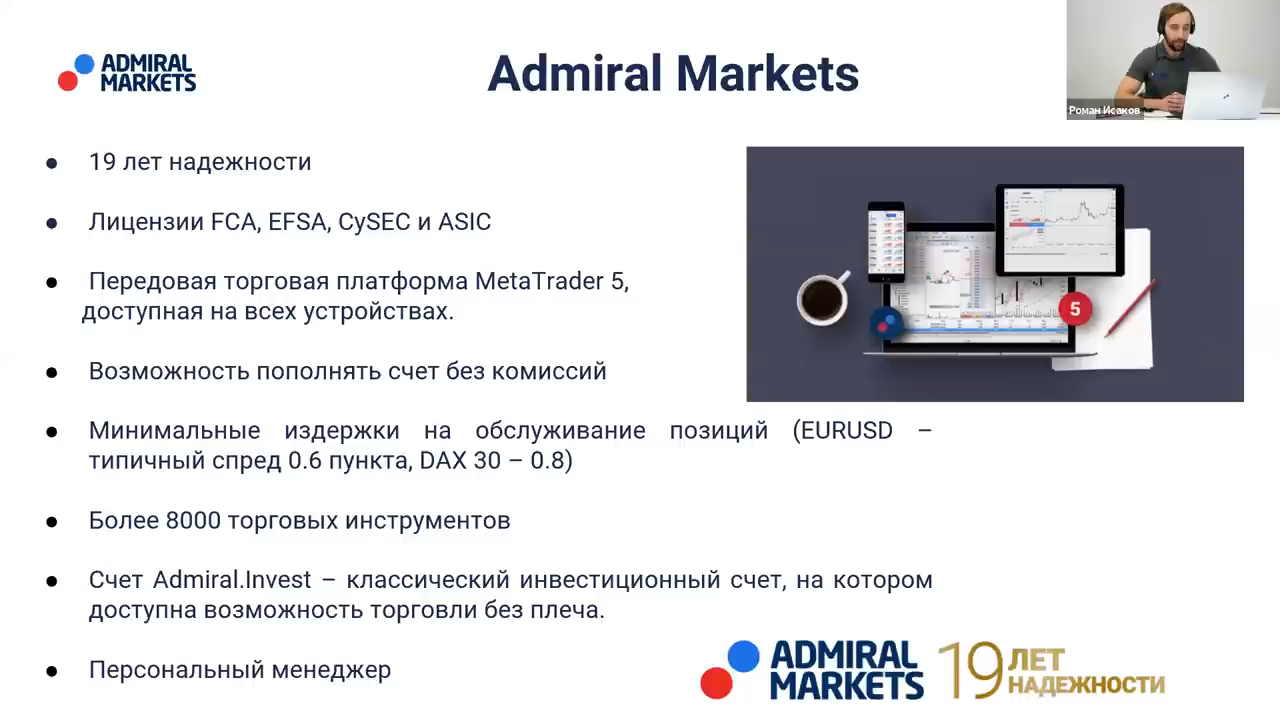 ADMIRAL
MARKETS
Admiral Markets
Роман Исаков
● 19 лет надежности
● Лицензии FCA, EFSA, CySEC и ASIC
● Передовая торговая платформа MetaTrader 5,
доступная на всех устройствах.
● Возможность пополнять счет без комиссий
● Минимальные издержки на обслуживание позиций (EURUSD –
типичный спред 0.6 пункта, DAX 30 – 0.8)
● Более 8000 торговых инструментов
● Счет Admiral.Invest – классический инвестиционный счет, на котором
доступна возможность торговли без плеча.
● Персональный менеджер
5
ADMIRAL
MARKETS
19 ЛЕТ
НАДЕЖНОСТИ